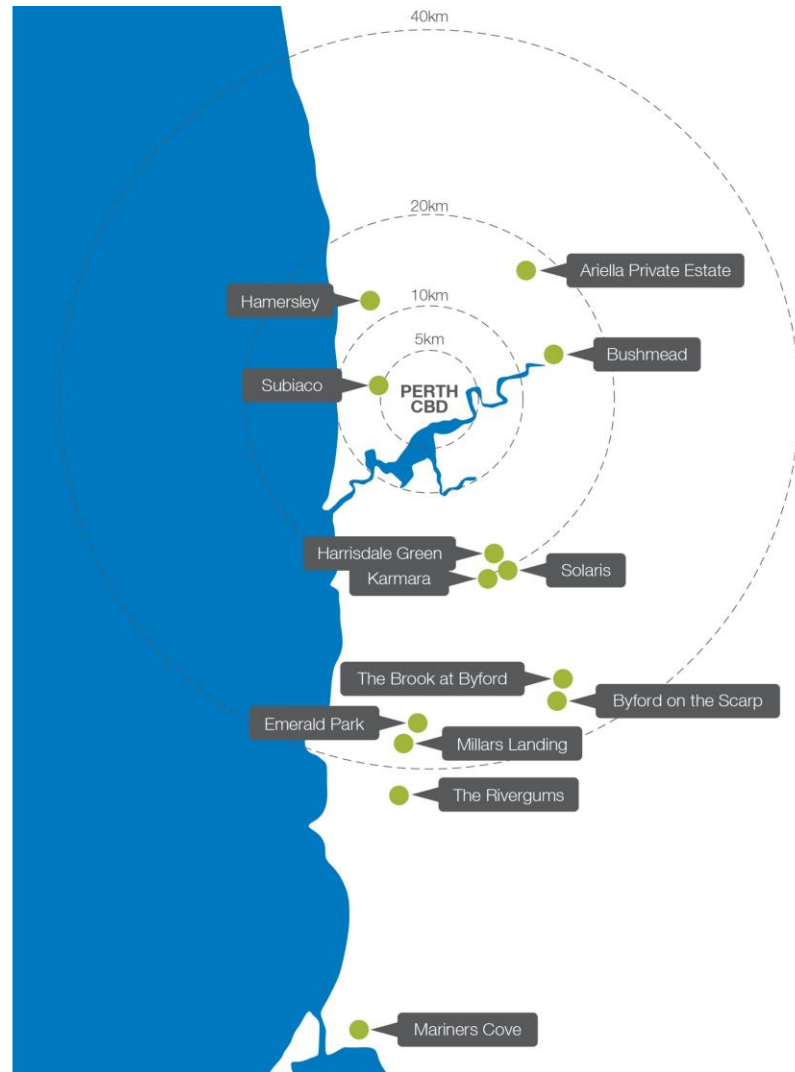 40km
20km
Ariella Private Estate
Hamersley
10km
5km
Bushmead
Subiaco
PERTH
CBD
Harrisdale Green
Solaris
Karmara
The Brook at Byford
Byford on the Scarp
Emerald Park
Millars Landing
The Rivergums
Mariners Cove